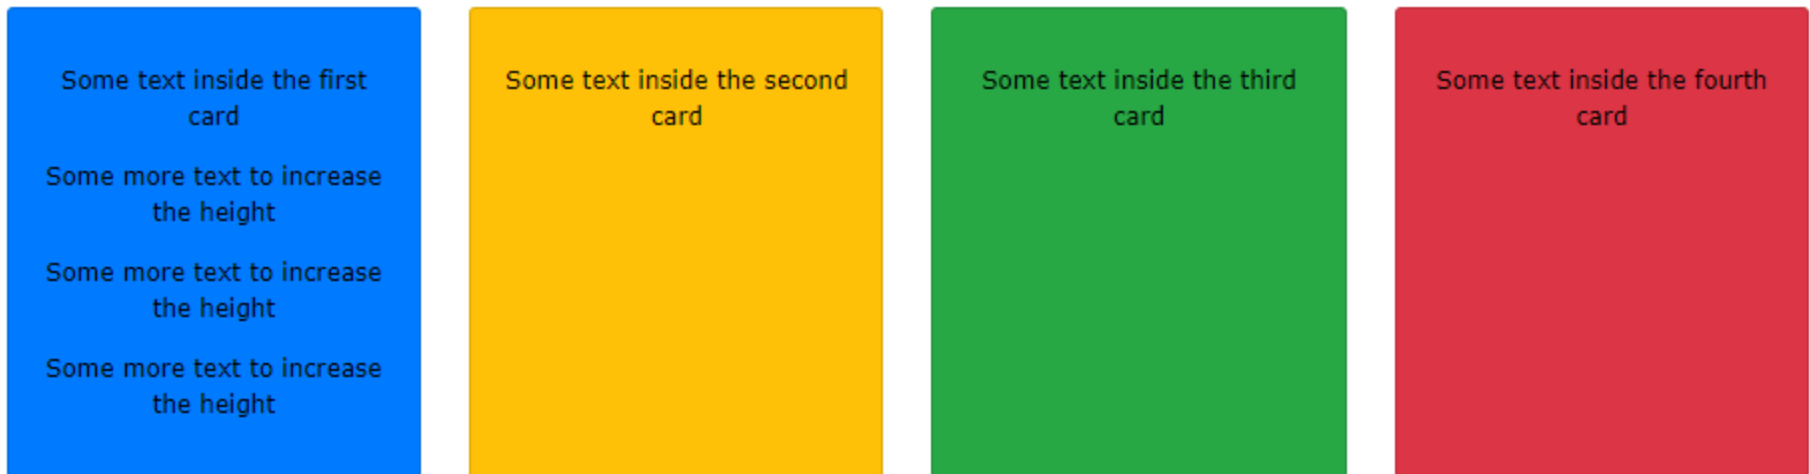 Some text inside the first
card
Some more text to increase
the height
Some more text to increase
the height
Some more text to increase
the height
Some text inside the second
card
Some text inside the third
card
Some text inside the fourth
card